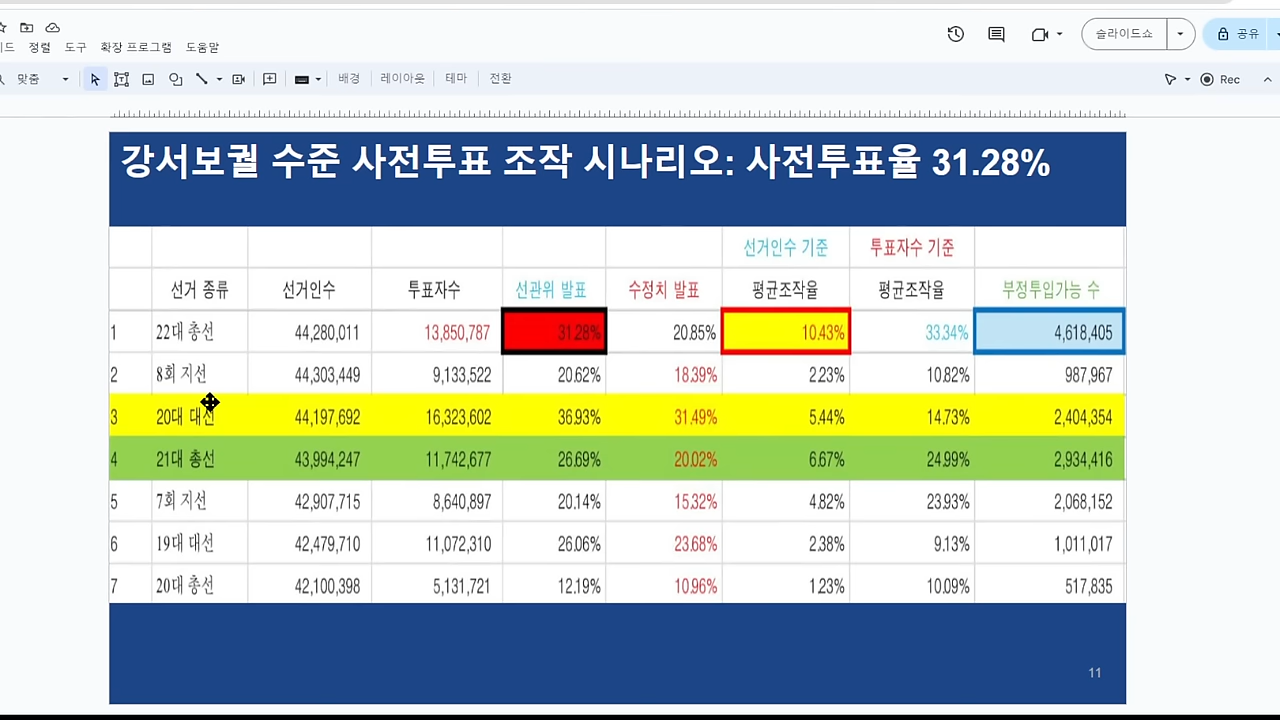 정렬 도구 확장 프로그램 도움말
슬라이드쇼
공유
맞춤
배경 레이아웃 테마 전환
Rec
강서보궐 수준 사전투표 조작 시나리오: 사전투표율 31.28%
선거인수 기준 투표자수 기준
선거 종류 선거인수 투표자수 선관위 발표 수정치 발표 평균조작율 평균조작율 부정투입가능 수
1 22대 총선 44,280,011 13,850,787 31.28% 20.85% 10.43% 33.34% 4,618,405
2 8회 지선 44,303,449 9,133,522 20.62% 18.39% 2.23% 10.82% 987,967
3 20대 대선 44,197,692 16,323,602 36.93% 31.49% 5.44% 14.73% 2,404,354
4 21대 총선 43,994,247 11,742,677 26.69% 20.02% 6.67% 24.99% 2,934,416
5 7회 지선 42,907,715 8,640,897 20.14% 15.32% 4.82% 23.93% 2,068,152
6 19대 대선 42,479,710 11,072,310 26.06% 23.68% 2.38% 9.13% 1,011,017
7 20대 총선 42,100,398 5,131,721 12.19% 10.96% 1.23% 10.09% 517,835
11